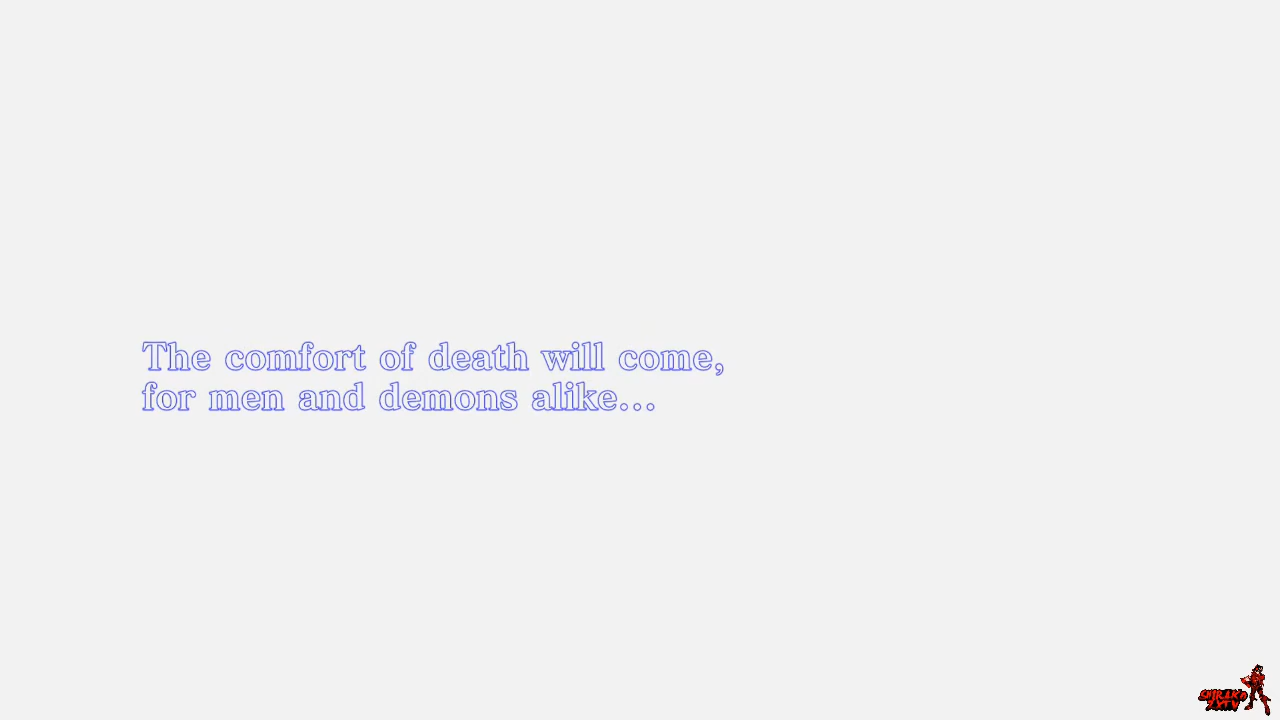 The comfort of death will come,
for men and demons alike...